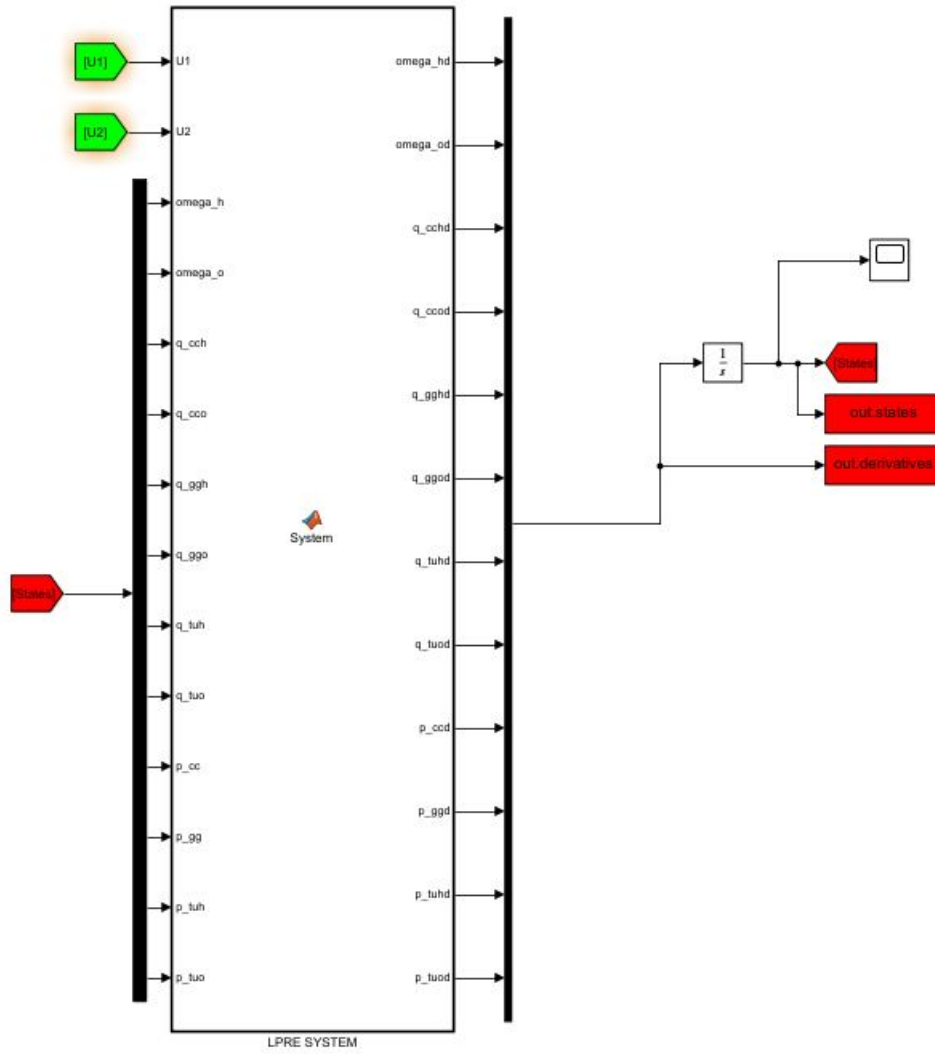 [U1]
U1
omega_hd
[U2]
U2
omega_od
omega_h
q_cchd
omega_o
q_ccod
q_cch
1
s
[States]
q_gghd
q_cco
out.states
out.derivatives
q_ggh
q_ggod
System
q_ggo
q_tuhd
[States]
q_tuh
q_tuod
q_tuo
p_ccd
p_cc
p_ggd
p_gg
p_tuhd
p_tuh
p_tuo
p_tuod
LPRE SYSTEM